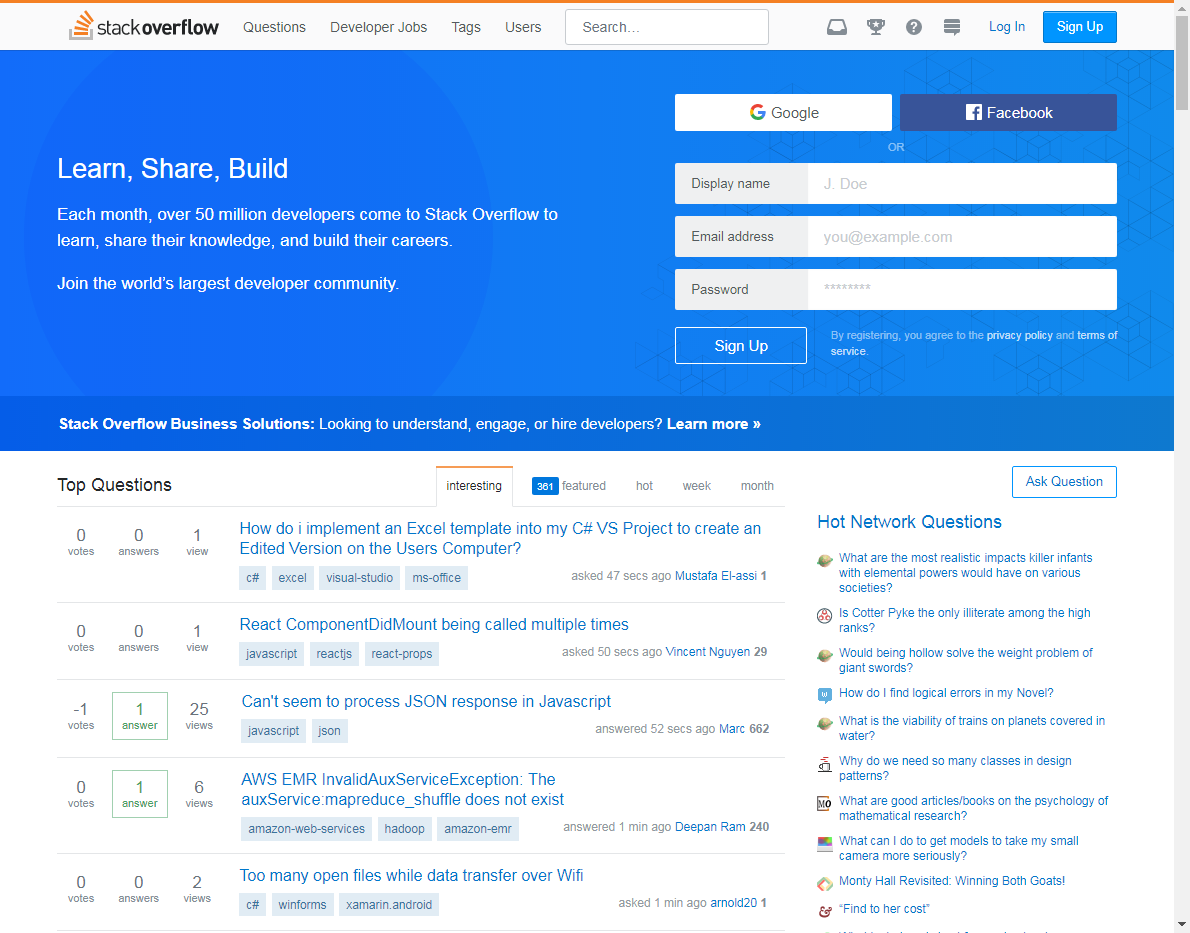 stackoverflow Questions Developer Jobs Tags Users Search... Log In Sign Up
Google Facebook
OR
Learn, Share, Build
Each month, over 50 million developers come to Stack Overflow to
learn, share their knowledge, and build their careers.
Join the world's largest developer community.
Display name J. Doe
Email address you@example.com
Password ********
Sign Up
By registering, you agree to the privacy policy and terms of
service.
Stack Overflow Business Solutions: Looking to understand, engage, or hire developers? Learn more »
Top Questions
interesting 361 featured hot week month
0 votes 0 answers 1 view
How do i implement an Excel template into my C# VS Project to create an
Edited Version on the Users Computer?
c# excel visual-studio ms-office
asked 47 secs ago Mustafa El-assi 1
0 votes 0 answers 1 view
React ComponentDidMount being called multiple times
javascript reactjs react-props
asked 50 secs ago Vincent Nguyen 29
-1 votes 1 answer 25 views
Can't seem to process JSON response in Javascript
javascript json
answered 52 secs ago Marc 662
0 votes 1 answer 6 views
AWS EMR InvalidAuxServiceException: The
auxService:mapreduce_shuffle does not exist
amazon-web-services hadoop amazon-emr
answered 1 min ago Deepan Ram 240
0 votes 0 answers 2 views
Too many open files while data transfer over Wifi
c# winforms xamarin.android
asked 1 min ago arnold20 1
Ask Question
Hot Network Questions
What are the most realistic impacts killer infants
with elemental powers would have on various
societies?
Is Cotter Pyke the only illiterate among the high
ranks?
Would being hollow solve the weight problem of
giant swords?
How do I find logical errors in my Novel?
What is the viability of trains on planets covered in
water?
Why do we need so many classes in design
patterns?
MO What are good articles/books on the psychology of
mathematical research?
What can I do to get models to take my small
camera more seriously?
Monty Hall Revisited: Winning Both Goats!
"Find to her cost"